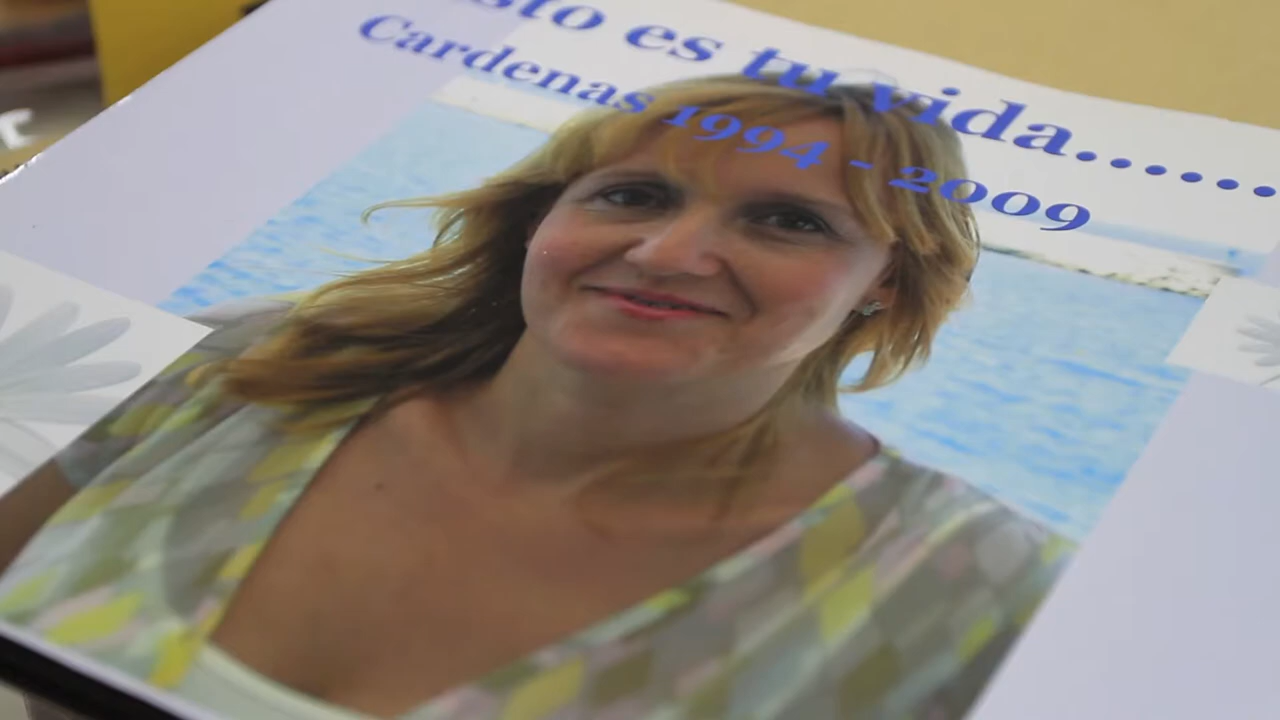 sto es tu vida......
Cardenas 1994 - 2009